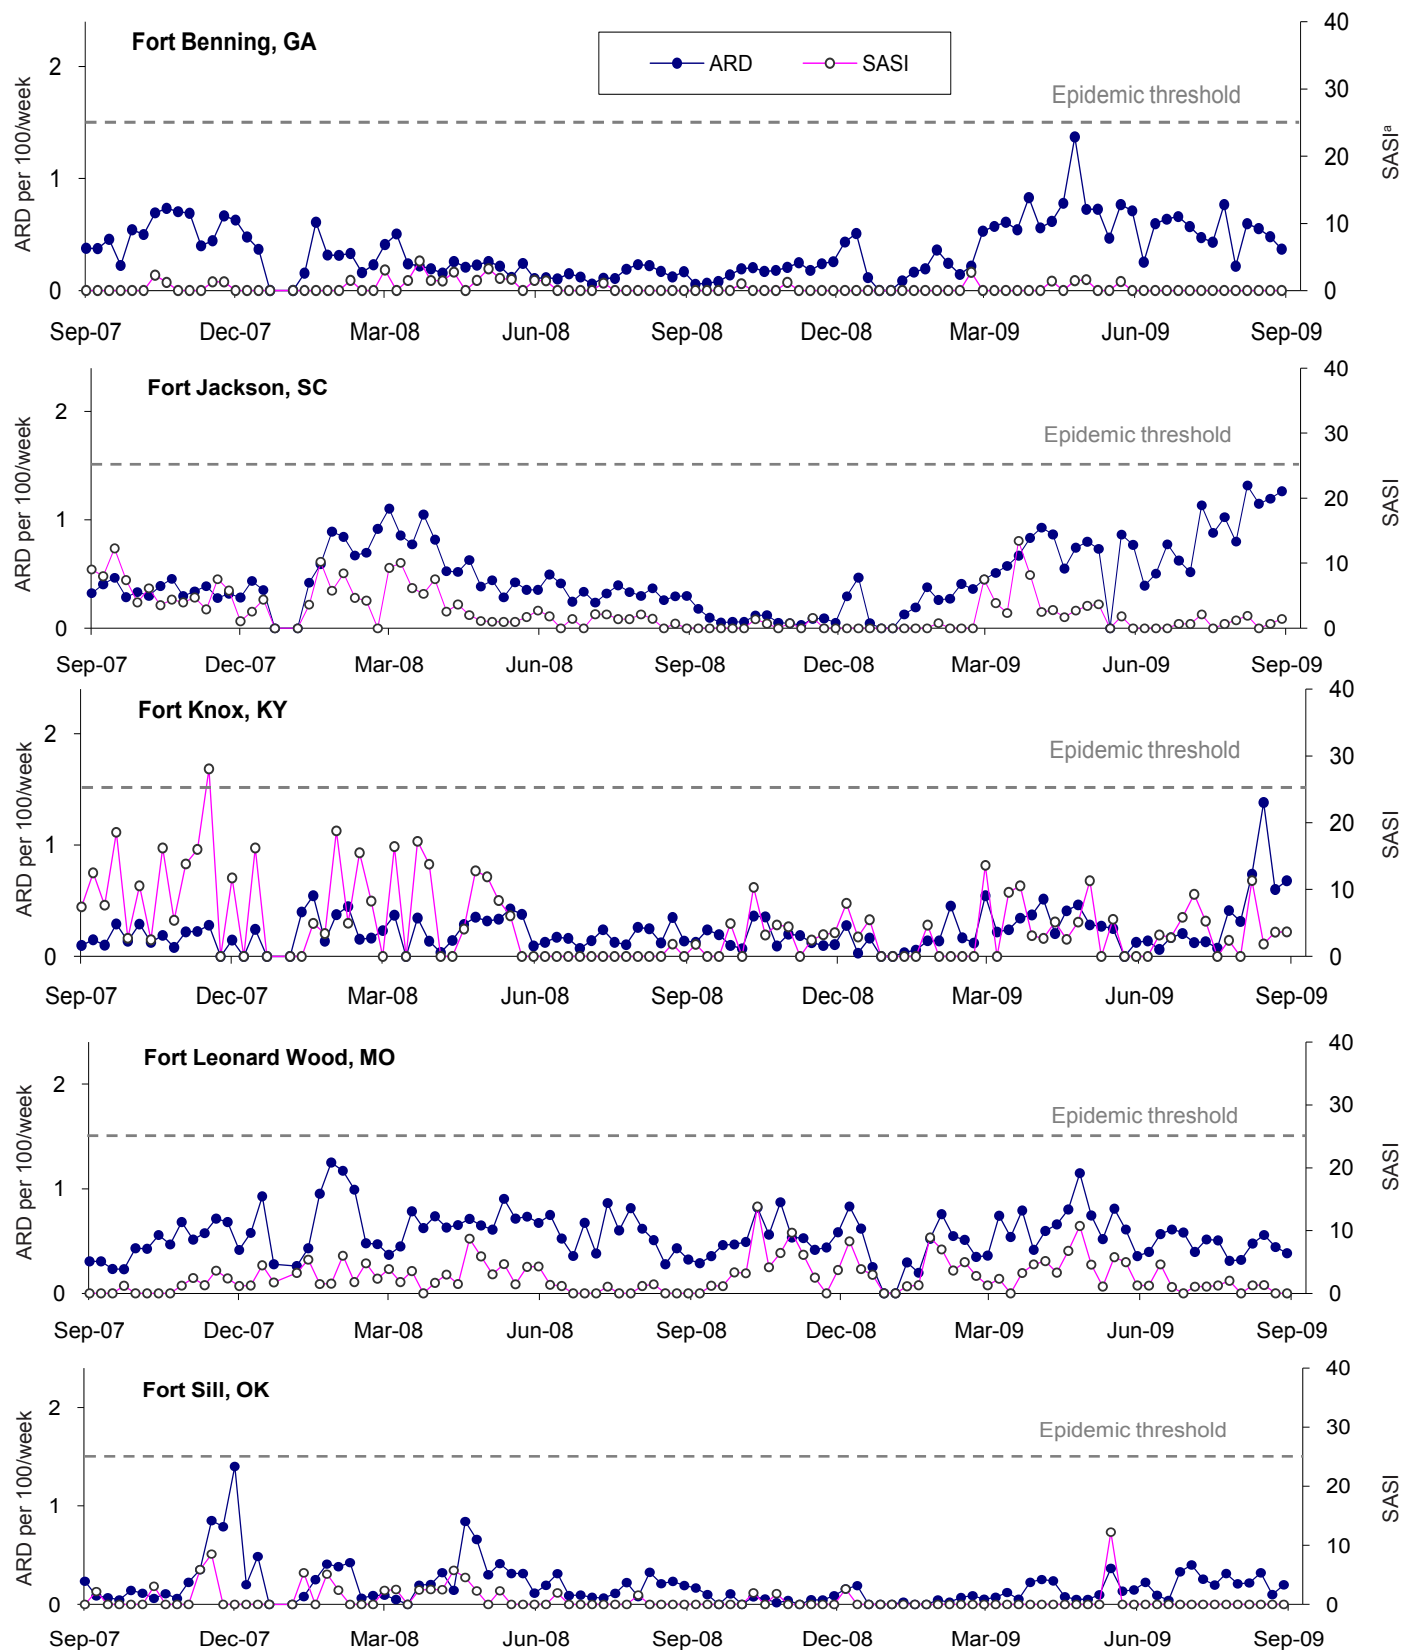 Fort Benning, GA
ARD
SASI
Epidemic threshold
ARD per 100/week
SASIᵃ
2
1
0
40
30
20
10
0
Sep-07 Dec-07 Mar-08 Jun-08 Sep-08 Dec-08 Mar-09 Jun-09 Sep-09
Fort Jackson, SC
Epidemic threshold
ARD per 100/week
SASI
2
1
0
40
30
20
10
0
Sep-07 Dec-07 Mar-08 Jun-08 Sep-08 Dec-08 Mar-09 Jun-09 Sep-09
Fort Knox, KY
Epidemic threshold
ARD per 100/week
SASI
2
1
0
40
30
20
10
0
Sep-07 Dec-07 Mar-08 Jun-08 Sep-08 Dec-08 Mar-09 Jun-09 Sep-09
Fort Leonard Wood, MO
Epidemic threshold
ARD per 100/week
SASI
2
1
0
40
30
20
10
0
Sep-07 Dec-07 Mar-08 Jun-08 Sep-08 Dec-08 Mar-09 Jun-09 Sep-09
Fort Sill, OK
Epidemic threshold
ARD per 100/week
SASI
2
1
0
40
30
20
10
0
Sep-07 Dec-07 Mar-08 Jun-08 Sep-08 Dec-08 Mar-09 Jun-09 Sep-09